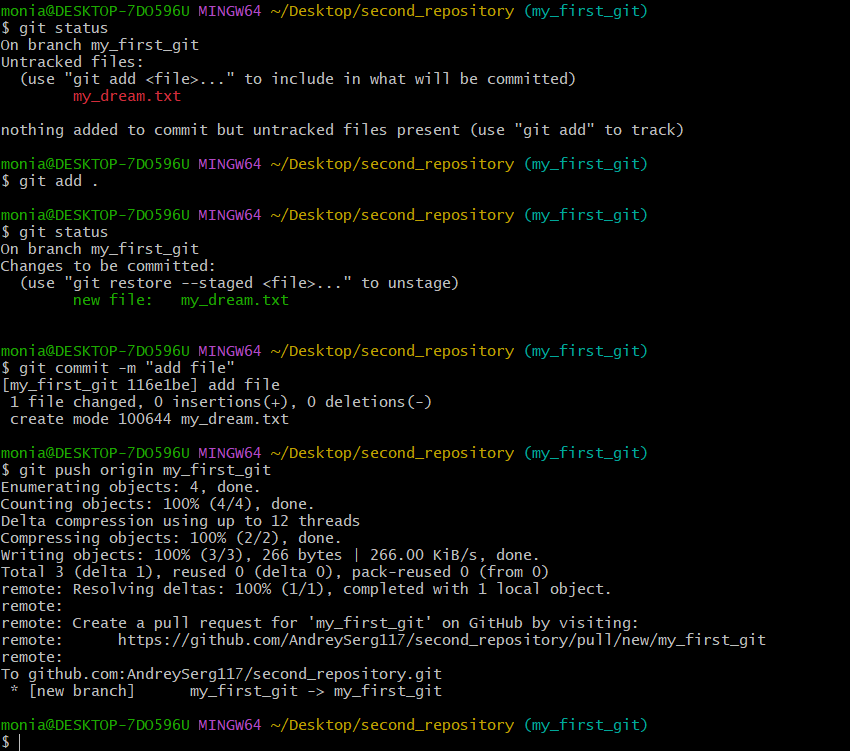 monia@DESKTOP-7DO596U MINGW64 ~/Desktop/second_repository (my_first_git)
$ git status
On branch my_first_git
Untracked files:
  (use "git add <file>..." to include in what will be committed)
        my_dream.txt

nothing added to commit but untracked files present (use "git add" to track)

monia@DESKTOP-7DO596U MINGW64 ~/Desktop/second_repository (my_first_git)
$ git add .

monia@DESKTOP-7DO596U MINGW64 ~/Desktop/second_repository (my_first_git)
$ git status
On branch my_first_git
Changes to be committed:
  (use "git restore --staged <file>..." to unstage)
        new file:   my_dream.txt


monia@DESKTOP-7DO596U MINGW64 ~/Desktop/second_repository (my_first_git)
$ git commit -m "add file"
[my_first_git 116e1be] add file
 1 file changed, 0 insertions(+), 0 deletions(-)
 create mode 100644 my_dream.txt

monia@DESKTOP-7DO596U MINGW64 ~/Desktop/second_repository (my_first_git)
$ git push origin my_first_git
Enumerating objects: 4, done.
Counting objects: 100% (4/4), done.
Delta compression using up to 12 threads
Compressing objects: 100% (2/2), done.
Writing objects: 100% (3/3), 266 bytes | 266.00 KiB/s, done.
Total 3 (delta 1), reused 0 (delta 0), pack-reused 0 (from 0)
remote: Resolving deltas: 100% (1/1), completed with 1 local object.
remote:
remote: Create a pull request for 'my_first_git' on GitHub by visiting:
remote:      https://github.com/AndreySerg117/second_repository/pull/new/my_first_git
remote:
To github.com:AndreySerg117/second_repository.git
 * [new branch]      my_first_git -> my_first_git

monia@DESKTOP-7DO596U MINGW64 ~/Desktop/second_repository (my_first_git)
$